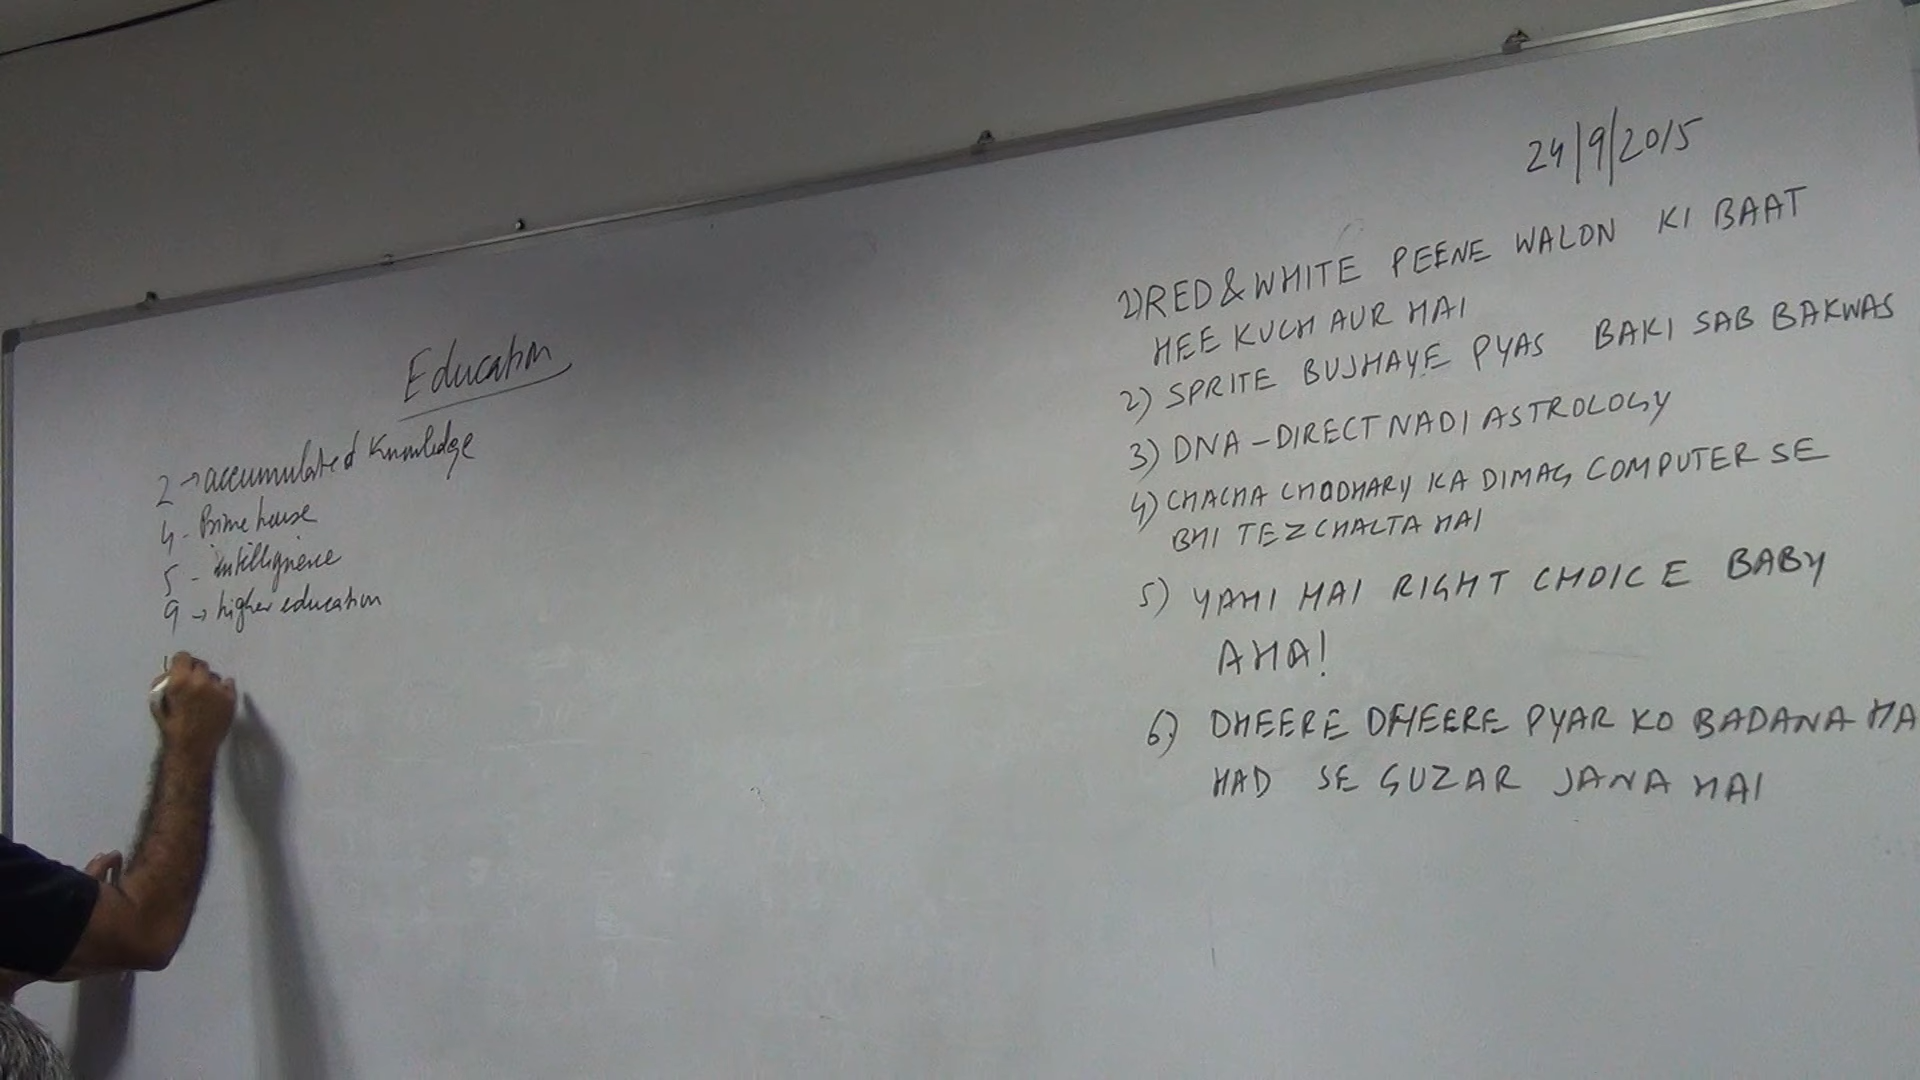 24/9/2015
Education
2 → accumulated Knowledge
4 - Prime house
5 - intellignence
9 → higher education
1) RED & WHITE PEENE WALON KI BAAT
HEE KUCH AUR HAI
2) SPRITE BUJHAYE PYAS BAKI SAB BAKWAS
3) DNA - DIRECT NADI ASTROLOGY
4) CHACHA CHODHARY KA DIMAG COMPUTER SE
BHI TEZ CHALTA HAI
5) YAHI HAI RIGHT CHOICE BABY
AHA!
6) DHEERE DHEERE PYAR KO BADANA HA
HAD SE GUZAR JANA HAI